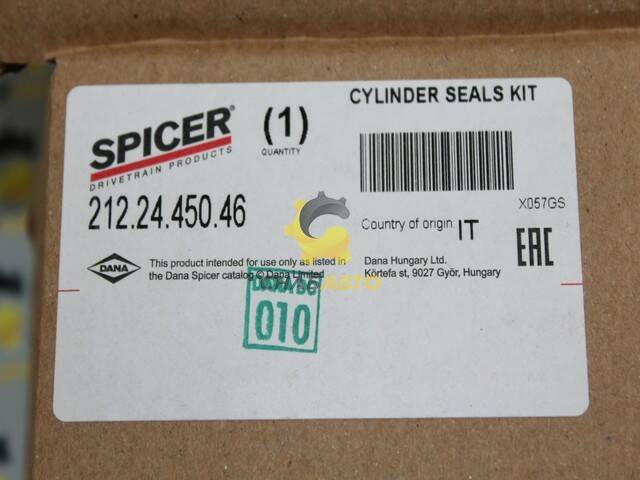 CYLINDER SEALS KIT
SPICER®
DRIVETRAIN PRODUCTS
(1)
QUANTITY
212.24.450.46
X057GS
Country of origin: IT
EAC
DANA
This product intended for use only as listed in
the Dana Spicer catalog © Dana Limited
Dana Hungary Ltd.
Körtefa st, 9027 Győr, Hungary
010